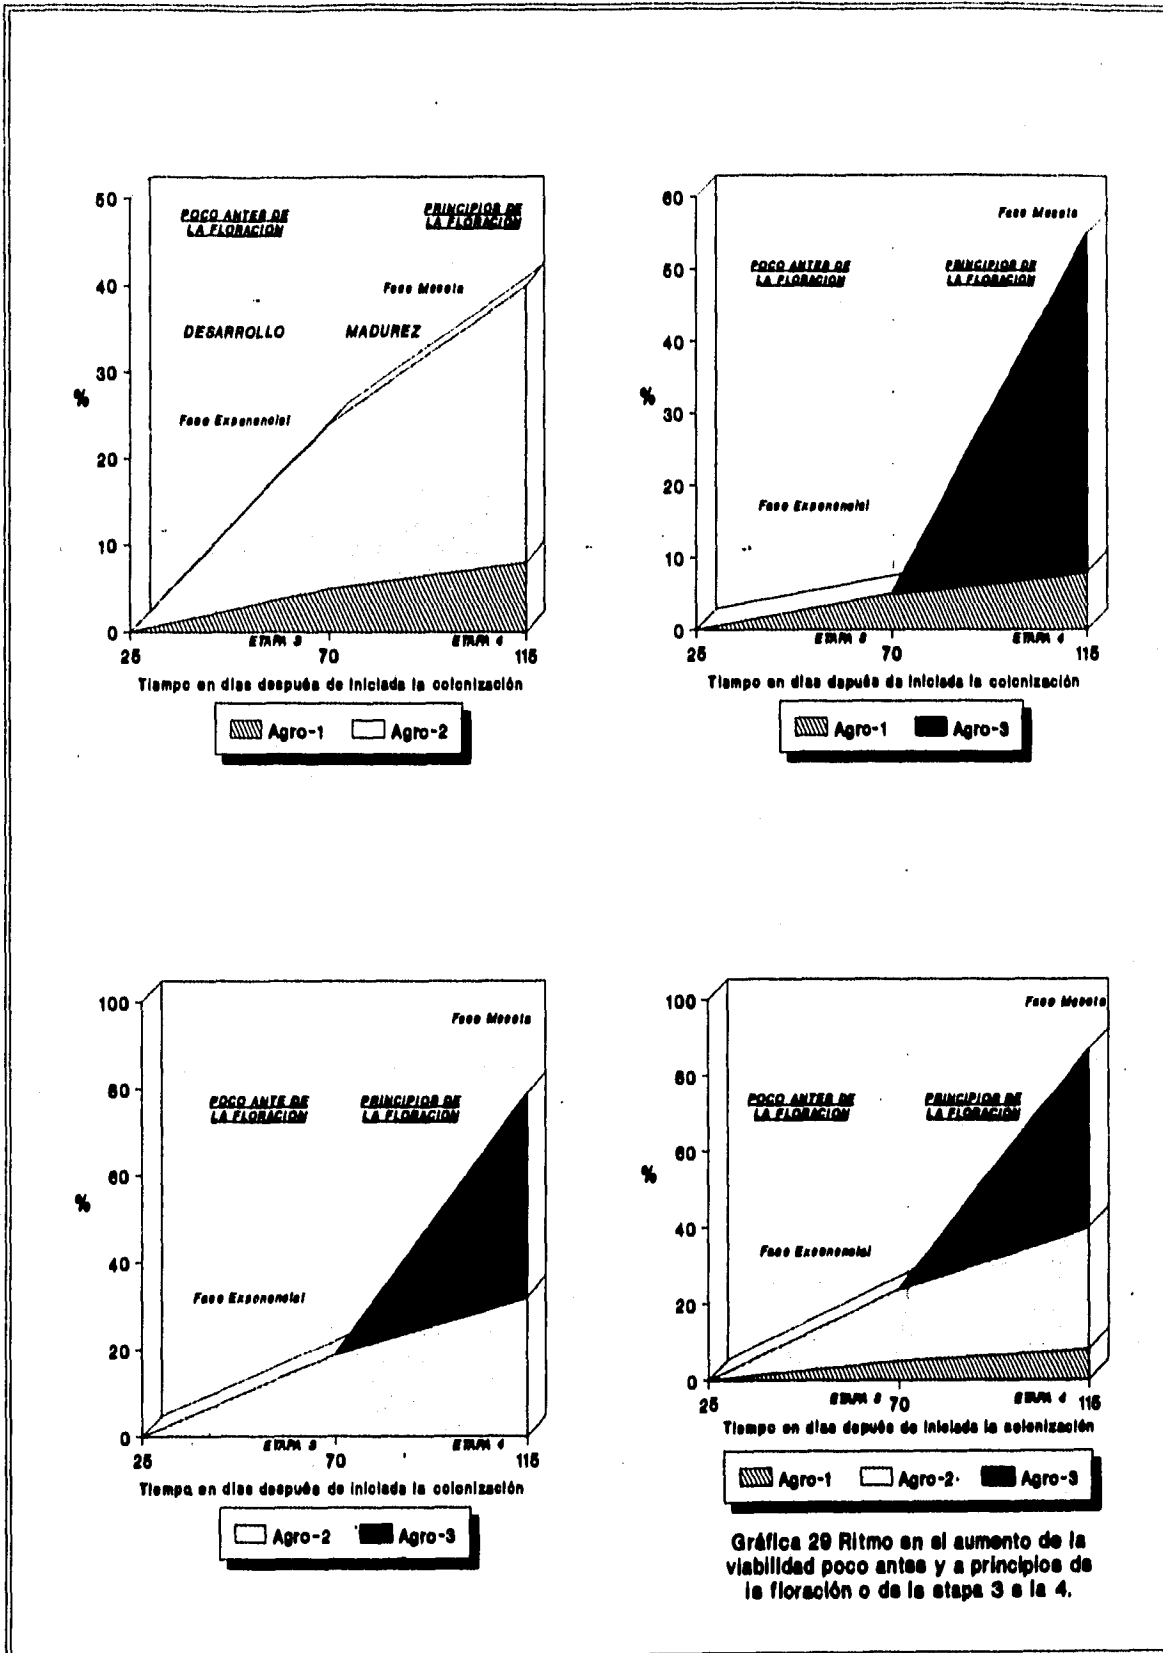 50
40
30
20
10
0
%
POCO ANTES DE
LA FLORACION
PRINCIPIOS DE
LA FLORACION
Fase Meseta
DESARROLLO
MADUREZ
Fase Exponencial
ETAPA 3
ETAPA 4
25
70
115
Tiempo en días después de iniciada la colonización
Agro-1
Agro-2
60
50
40
30
20
10
0
%
Fase Meseta
POCO ANTES DE
LA FLORACION
PRINCIPIOS DE
LA FLORACION
Fase Exponencial
ETAPA 3
ETAPA 4
25
70
115
Tiempo en días depués de iniciada la colonización
Agro-1
Agro-3
100
80
60
40
20
0
%
Fase Meseta
POCO ANTE DE
LA FLORACION
PRINCIPIOS DE
LA FLORACION
Fase Exponencial
ETAPA 3
ETAPA 4
25
70
115
Tiempo en días después de iniciada la colonización
Agro-2
Agro-3
100
80
60
40
20
0
%
Fase Meseta
POCO ANTES DE
LA FLORACION
PRINCIPIOS DE
LA FLORACION
Fase Exponencial
ETAPA 3
ETAPA 4
25
70
115
Tiempo en días depués de iniciada la colonización
Agro-1
Agro-2
Agro-3
Gráfica 29 Ritmo en el aumento de la
viabilidad poco antes y a principios de
la floración o de la etapa 3 a la 4.